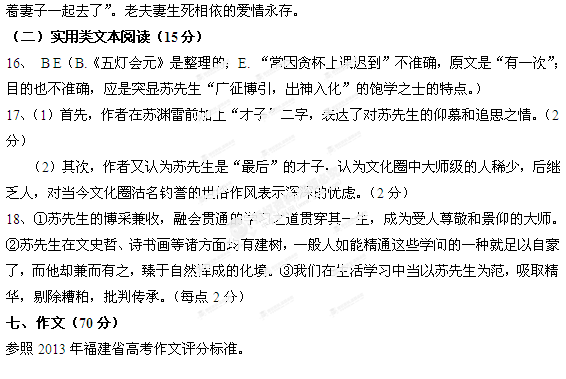 着妻子一起去了”。老夫妻生死相依的爱情永存。
（二）实用类文本阅读（15 分）
16、 B E（B.《五灯会元》是整理的；E. “常因贪杯上课迟到”不准确，原文是“有一次”；
目的也不准确，应是突显苏先生“广征博引，出神入化”的饱学之士的特点。）
17、（1）首先，作者在苏渊雷前加上“才子”二字，表达了对苏先生的仰慕和追思之情。（2
分）
（2）其次，作者又认为苏先生是“最后”的才子，认为文化圈中大师级的人稀少，后继
乏人，对当今文化圈沽名钓誉的世俗作风表示深深的忧虑。（2 分）
18、①苏先生的博采兼收，融会贯通的学习之道贯穿其一生，成为受人尊敬和景仰的大师。
②苏先生在文史哲、诗书画等诸方面均有建树，一般人如能精通这些学问的一种就足以自蒙
了，而他却兼而有之，臻于自然浑成的化境。③我们在生活学习中当以苏先生为范，吸取精
华，剔除糟粕，批判传承。（每点 2 分）
七、作文（70 分）
参照 2013 年福建省高考作文评分标准。